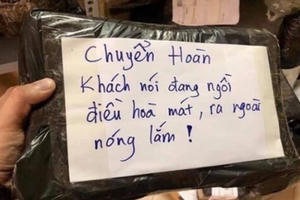 Chuyển Hoàn
Khách nói đang ngồi
điều hoà mát, ra ngoài
nóng lắm !